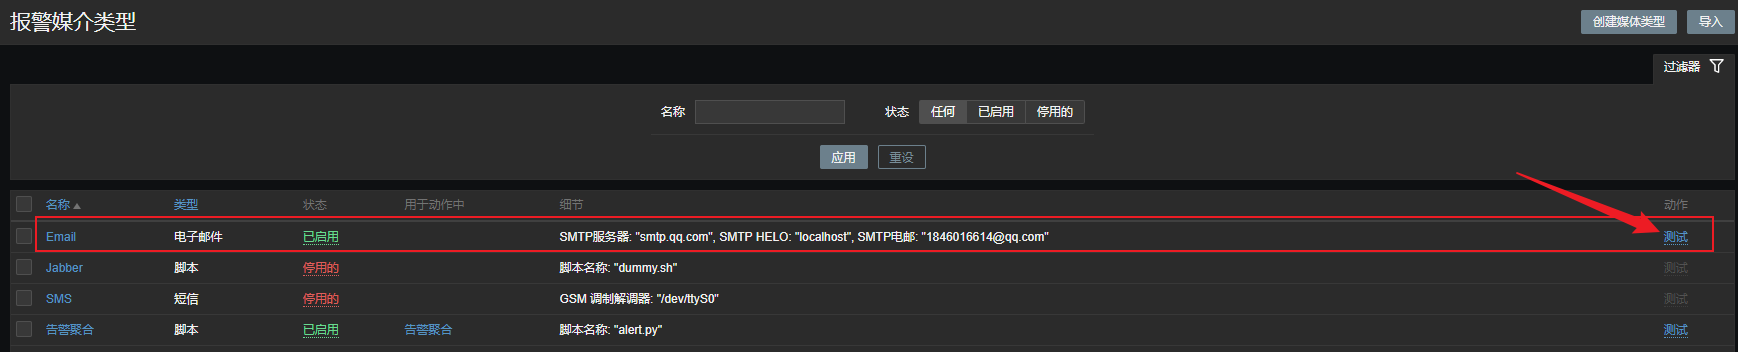 报警媒介类型 创建媒体类型 导入
过滤器
名称 状态 任何 已启用 停用的
应用 重设
名称 类型 状态 用于动作中 细节 动作
Email 电子邮件 已启用 SMTP服务器: "smtp.qq.com", SMTP HELO: "localhost", SMTP电邮: "1846016614@qq.com" 测试
Jabber 脚本 停用的 脚本名称: "dummy.sh" 测试
SMS 短信 停用的 GSM 调制解调器: "/dev/ttyS0" 测试
告警聚合 脚本 已启用 告警聚合 脚本名称: "alert.py" 测试